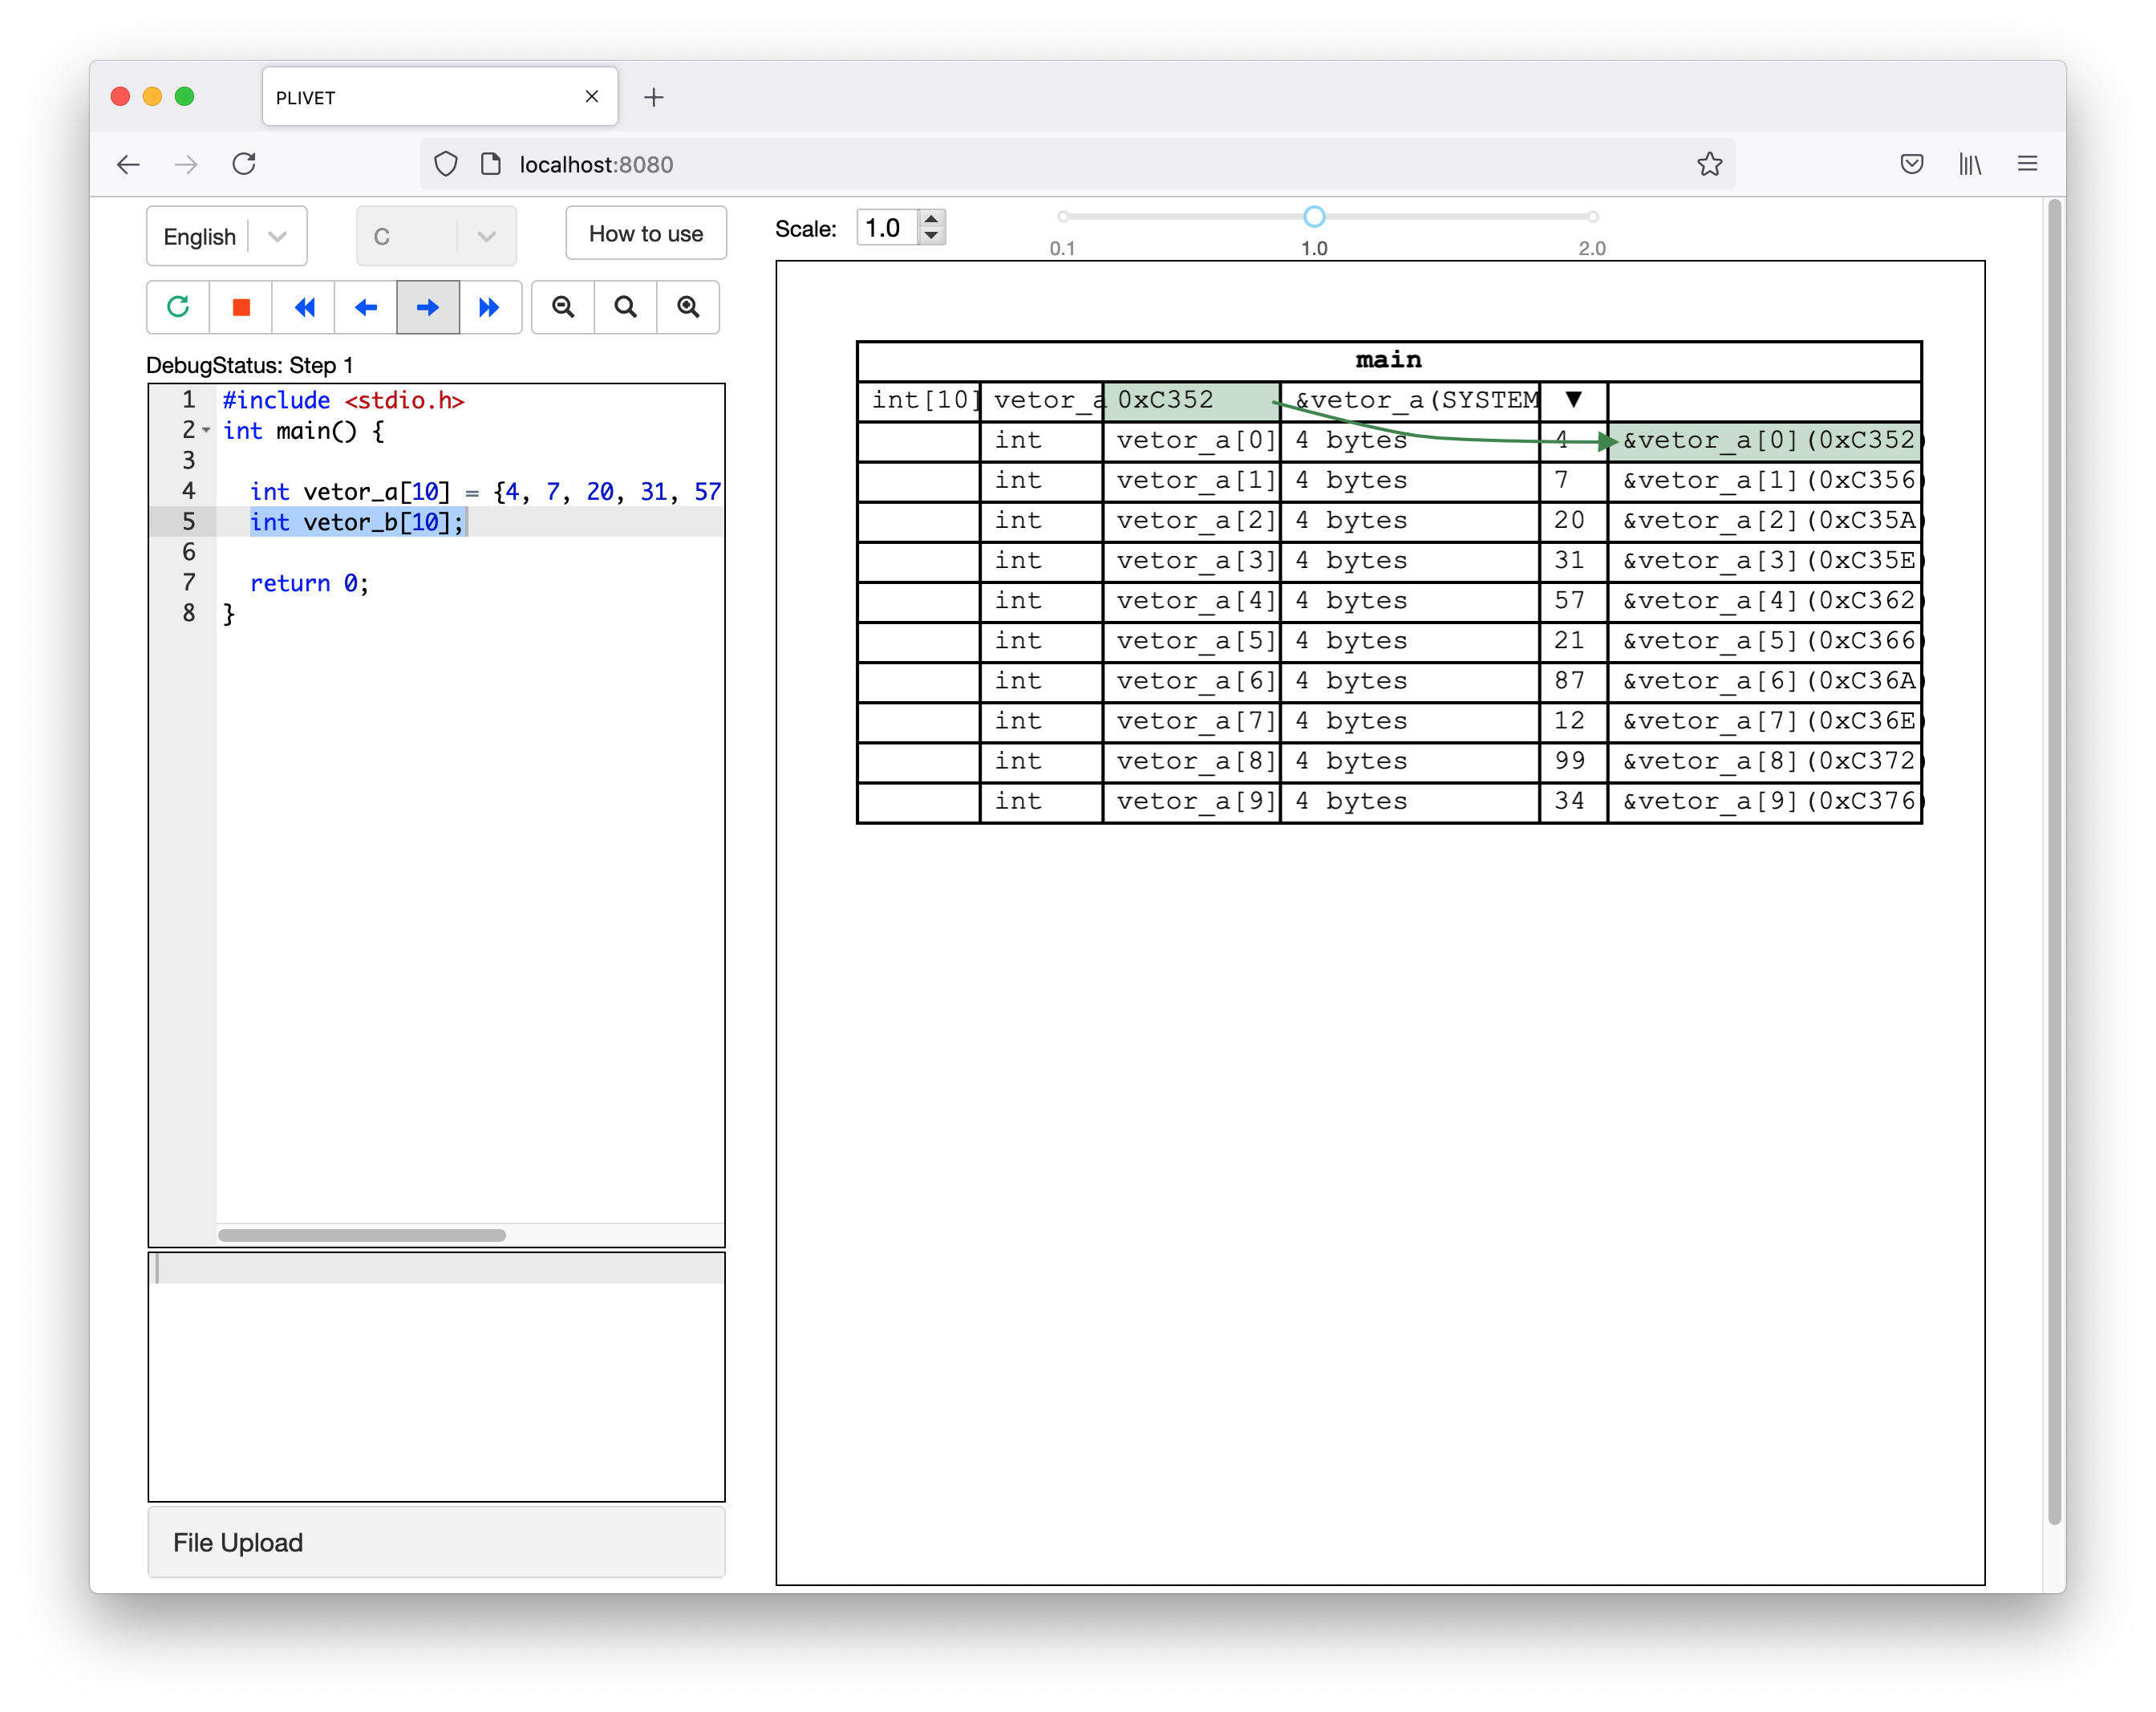 PLIVET
localhost:8080
English
C
How to use
Scale: 1.0
0.1 1.0 2.0
DebugStatus: Step 1
1 #include <stdio.h>
2 int main() {
3
4 int vetor_a[10] = {4, 7, 20, 31, 57
5 int vetor_b[10];
6
7 return 0;
8 }
File Upload
main
int[10] vetor_a 0xC352 &vetor_a(SYSTEM ▼
int vetor_a[0] 4 bytes 4 &vetor_a[0](0xC352)
int vetor_a[1] 4 bytes 7 &vetor_a[1](0xC356)
int vetor_a[2] 4 bytes 20 &vetor_a[2](0xC35A)
int vetor_a[3] 4 bytes 31 &vetor_a[3](0xC35E)
int vetor_a[4] 4 bytes 57 &vetor_a[4](0xC362)
int vetor_a[5] 4 bytes 21 &vetor_a[5](0xC366)
int vetor_a[6] 4 bytes 87 &vetor_a[6](0xC36A)
int vetor_a[7] 4 bytes 12 &vetor_a[7](0xC36E)
int vetor_a[8] 4 bytes 99 &vetor_a[8](0xC372)
int vetor_a[9] 4 bytes 34 &vetor_a[9](0xC376)